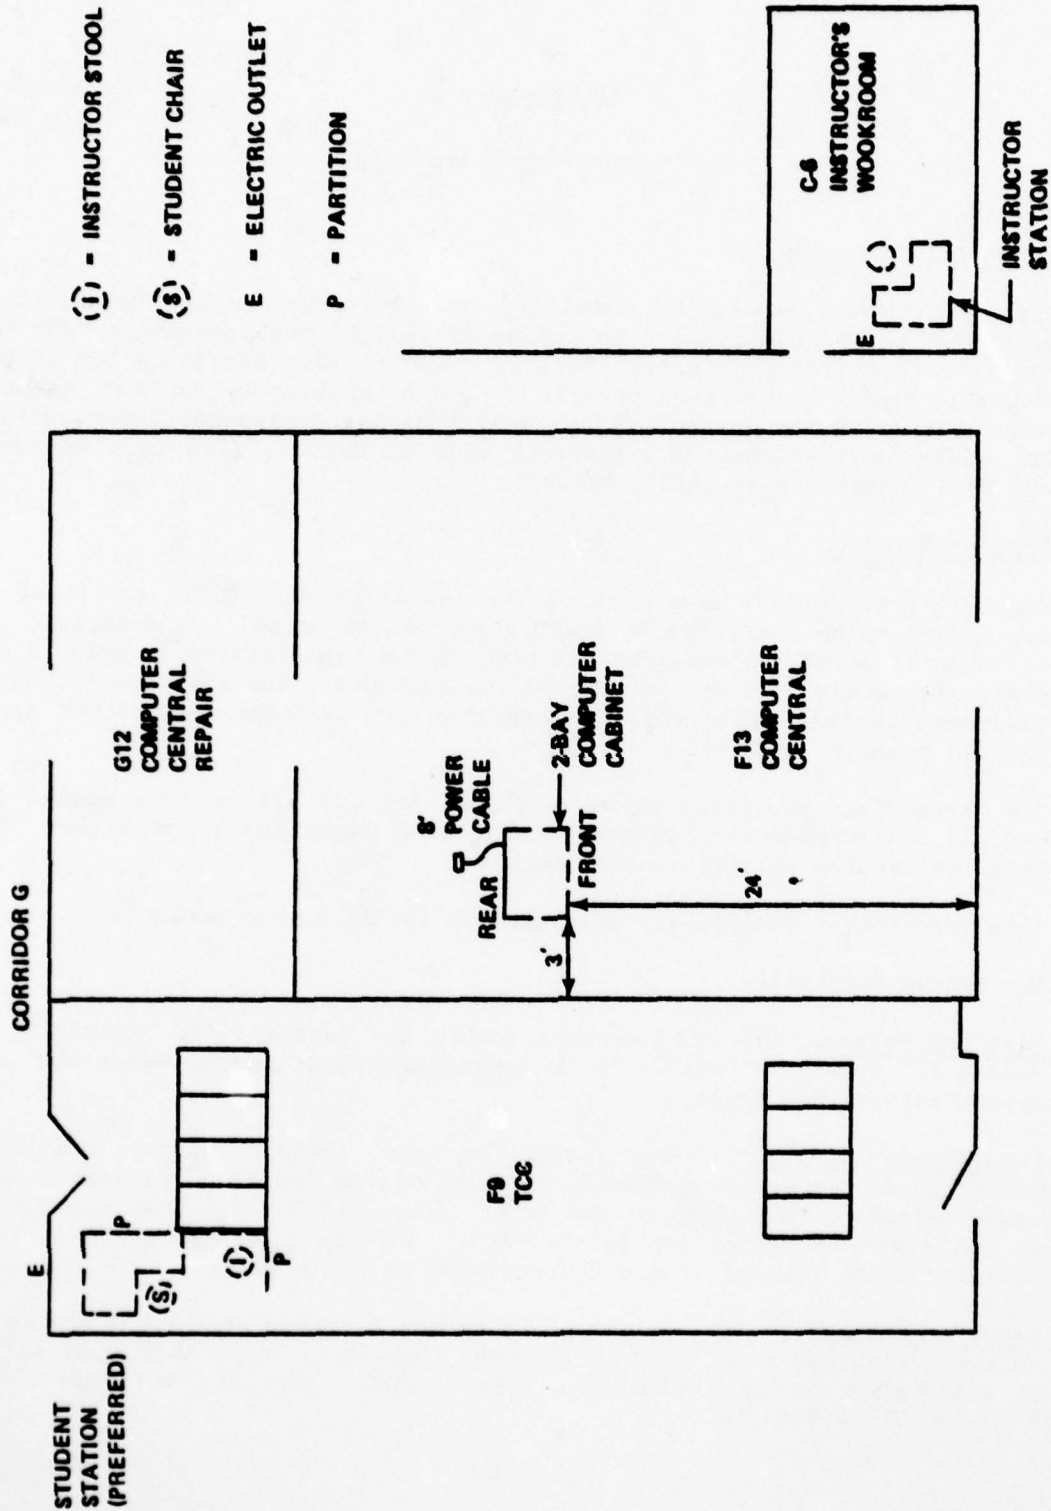 CORRIDOR G
STUDENT
STATION
(PREFERRED)
E
P
(S)
(I)
P
F9
TCC
G12
COMPUTER
CENTRAL
REPAIR
8'
POWER
CABLE
REAR
2-BAY
COMPUTER
CABINET
FRONT
3'
24'
F13
COMPUTER
CENTRAL
(I) = INSTRUCTOR STOOL
(S) = STUDENT CHAIR
E = ELECTRIC OUTLET
P = PARTITION
C-6
INSTRUCTOR'S
WOOKROOM
E
INSTRUCTOR
STATION